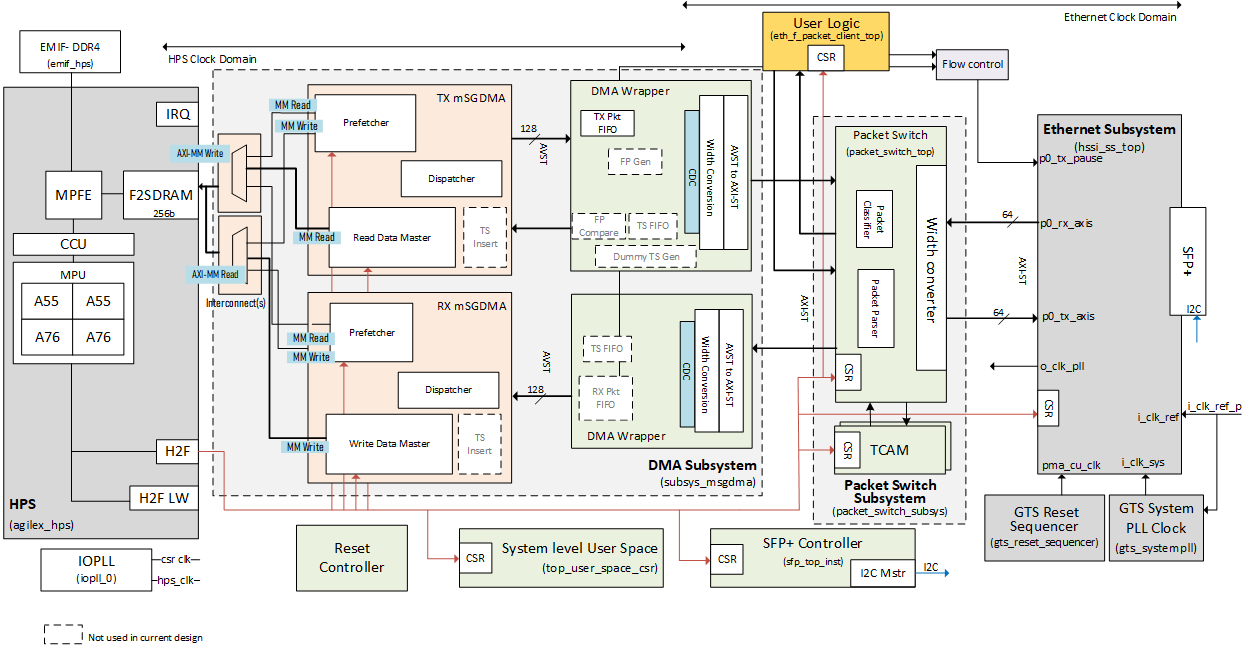 Ethernet Clock Domain
HPS Clock Domain
User Logic
(eth_f_packet_client_top)
CSR
Flow control
EMIF- DDR4
(emif_hps)
IRQ
MPFE
F2SDRAM
256b
CCU
MPU
A55
A55
A76
A76
H2F
H2F LW
HPS
(agilex_hps)
IOPLL
(iopll_0)
csr clk
hps_clk
Not used in current design
AXI-MM Write
AXI-MM Read
Interconnect(s)
MM Read
MM Write
MM Read
MM Read
MM Write
MM Write
TX mSGDMA
Prefetcher
Dispatcher
Read Data Master
TS
Insert
RX mSGDMA
Prefetcher
Dispatcher
Write Data Master
TS
Insert
128
AVST
AVST
128
DMA Wrapper
TX Pkt
FIFO
FP Gen
FP
Compare
TS FIFO
Dummy TS Gen
CDC
Width Conversion
AVST to AXI-ST
TS FIFO
RX Pkt
FIFO
CDC
Width Conversion
AVST to AXI-ST
DMA Wrapper
DMA Subsystem
(subsys_msgdma)
AXI-ST
Packet Switch
(packet_switch_top)
Packet
Classifier
Packet Parser
Width converter
CSR
CSR
TCAM
Packet Switch
Subsystem
(packet_switch_subsys)
64
AXI-ST
64
Ethernet Subsystem
(hssi_ss_top)
p0_tx_pause
p0_rx_axis
p0_tx_axis
o_clk_pll
CSR
i_clk_ref
i_clk_ref_p
pma_cu_clk
i_clk_sys
SFP+
I2C
GTS Reset
Sequencer
(gts_reset_sequencer)
GTS System
PLL Clock
(gts_systempll)
Reset
Controller
CSR
System level User Space
(top_user_space_csr)
CSR
SFP+ Controller
(sfp_top_inst)
I2C Mstr
I2C